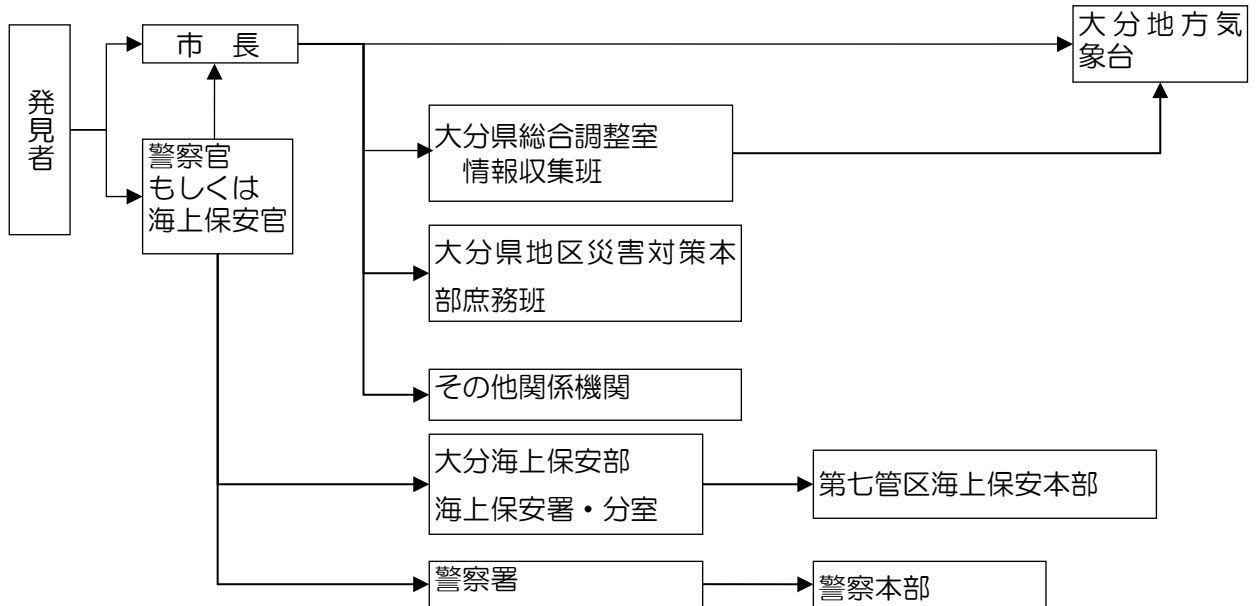 発見者
市 長
大分地方気
象台
警察官
もしくは
海上保安官
大分県総合調整室
情報収集班
大分県地区災害対策本
部庶務班
その他関係機関
大分海上保安部
海上保安署・分室
第七管区海上保安本部
警察署
警察本部